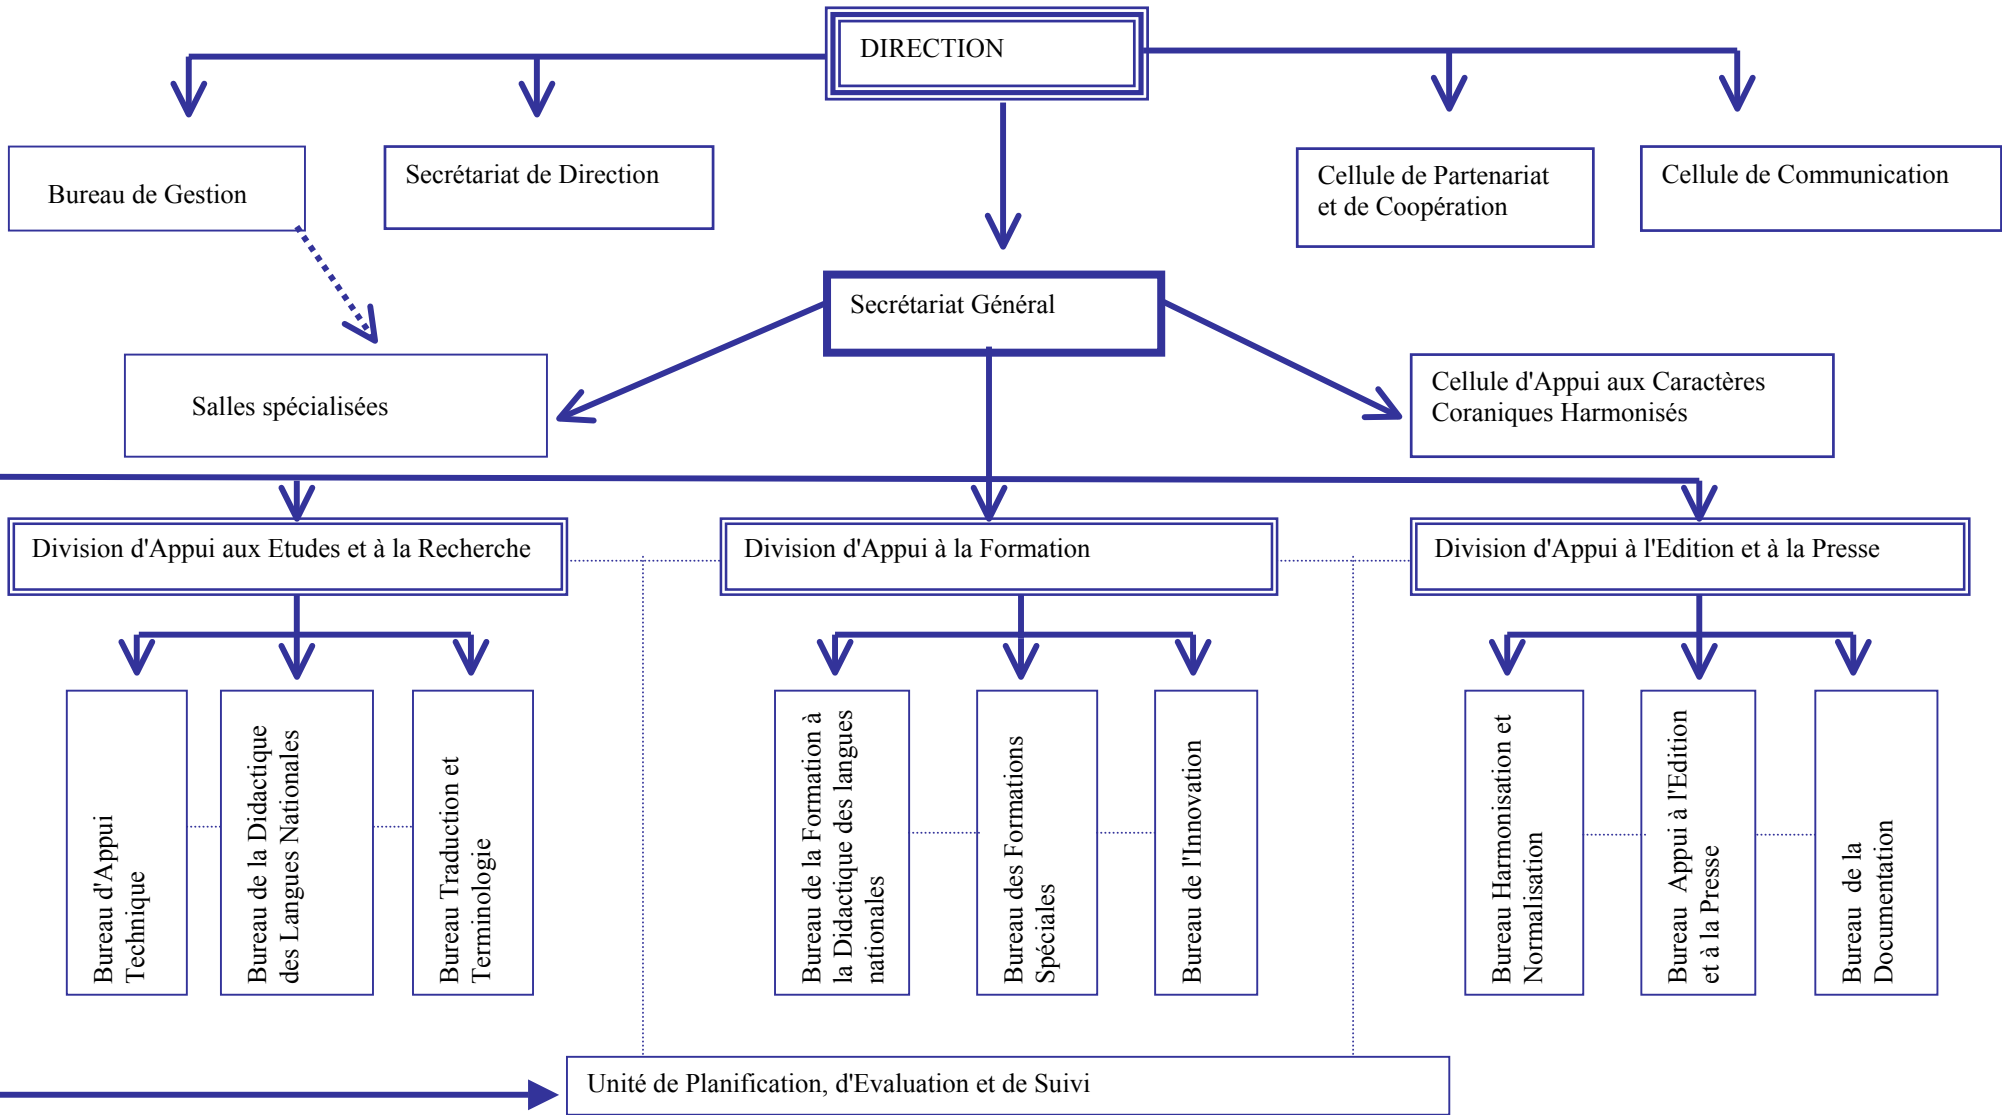 DIRECTION
Bureau de Gestion
Secrétariat de Direction
Cellule de Partenariat
et de Coopération
Cellule de Communication
Secrétariat Général
Salles spécialisées
Cellule d'Appui aux Caractères
Coraniques Harmonisés
Division d'Appui aux Etudes et à la Recherche
Division d'Appui à la Formation
Division d'Appui à l'Edition et à la Presse
Bureau d'Appui
Technique
Bureau de la Didactique
des Langues Nationales
Bureau Traduction et
Terminologie
Bureau de la Formation à
la Didactique des langues
nationales
Bureau des Formations
Spéciales
Bureau de l'Innovation
Bureau Harmonisation et
Normalisation
Bureau Appui à l'Edition
et à la Presse
Bureau de la
Documentation
Unité de Planification, d'Evaluation et de Suivi